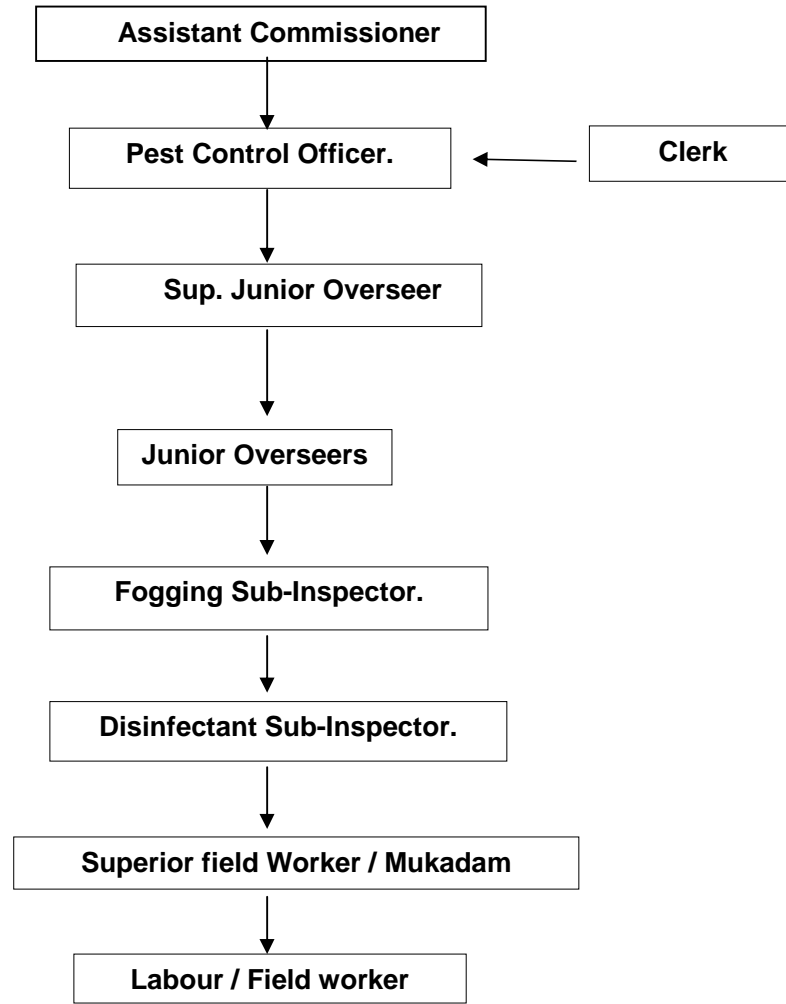 Assistant Commissioner
Pest Control Officer.
Clerk
Sup. Junior Overseer
Junior Overseers
Fogging Sub-Inspector.
Disinfectant Sub-Inspector.
Superior field Worker / Mukadam
Labour / Field worker